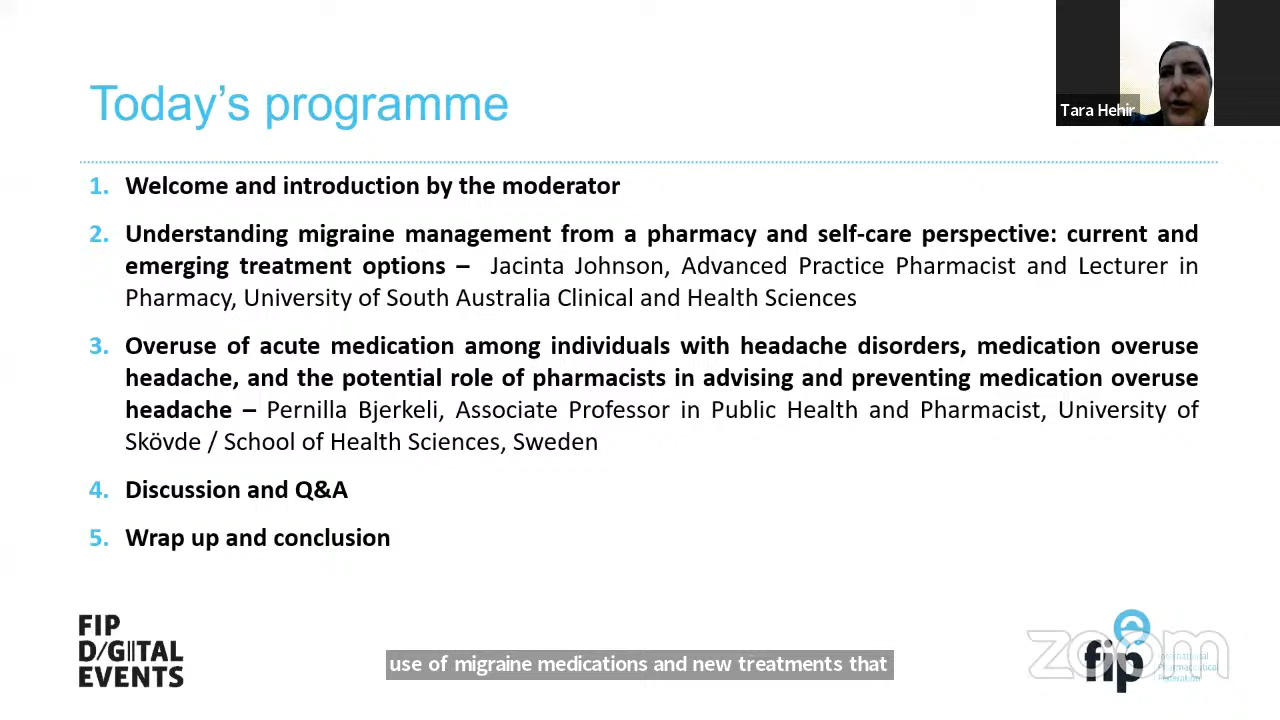 Today's programme
Tara Hehir
1. Welcome and introduction by the moderator
2. Understanding migraine management from a pharmacy and self-care perspective: current and
emerging treatment options – Jacinta Johnson, Advanced Practice Pharmacist and Lecturer in
Pharmacy, University of South Australia Clinical and Health Sciences
3. Overuse of acute medication among individuals with headache disorders, medication overuse
headache, and the potential role of pharmacists in advising and preventing medication overuse
headache – Pernilla Bjerkeli, Associate Professor in Public Health and Pharmacist, University of
Skövde / School of Health Sciences, Sweden
4. Discussion and Q&A
5. Wrap up and conclusion
FIP
D/GITAL
EVENTS
use of migraine medications and new treatments that
zoom
fip
International
Pharmaceutical
Federation